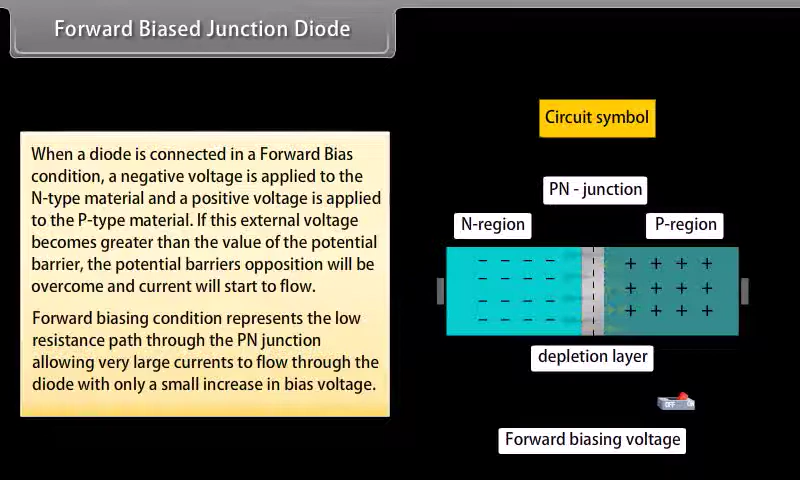 Forward Biased Junction Diode
When a diode is connected in a Forward Bias
condition, a negative voltage is applied to the
N-type material and a positive voltage is applied
to the P-type material. If this external voltage
becomes greater than the value of the potential
barrier, the potential barriers opposition will be
overcome and current will start to flow.
Forward biasing condition represents the low
resistance path through the PN junction
allowing very large currents to flow through the
diode with only a small increase in bias voltage.
Circuit symbol
PN - junction
N-region
P-region
- - - -
+ + + +
- - - -
+ + + +
- - - -
+ + + +
- - - -
depletion layer
OFF ON
Forward biasing voltage